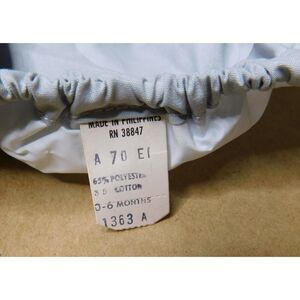 MADE IN PHILIPPINES
RN 38847
A 70 EI
65% POLYESTER
35 COTTON
0-6 MONTHS
1363 A